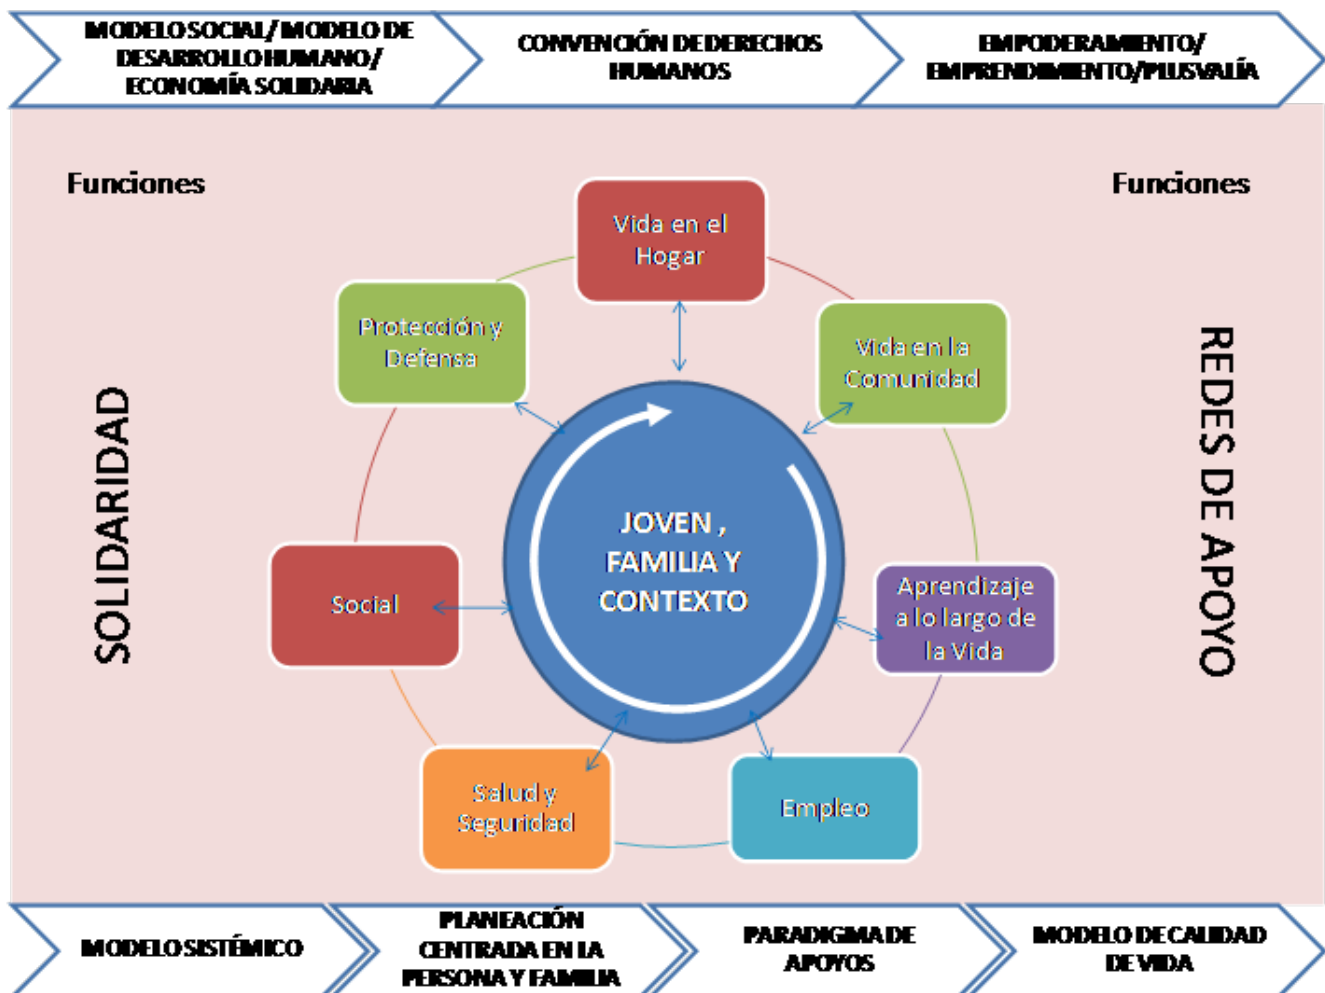 MODELO SOCIAL/ MODELO DE
DESARROLLO HUMANO/
ECONOMÍA SOLIDARIA
CONVENCIÓN DE DERECHOS
HUMANOS
EMPODERAMIENTO/
EMPRENDIMIENTO/PLUSVALÍA
Funciones
Funciones
Vida en el
Hogar
Protección y
Defensa
Vida en la
Comunidad
SOLIDARIDAD
REDES DE APOYO
JOVEN ,
FAMILIA Y
CONTEXTO
Social
Aprendizaje
a lo largo de
la Vida
Salud y
Seguridad
Empleo
MODELO SISTÉMICO
PLANEACIÓN
CENTRADA EN LA
PERSONA Y FAMILIA
PARADIGMA DE
APOYOS
MODELO DE CALIDAD
DE VIDA